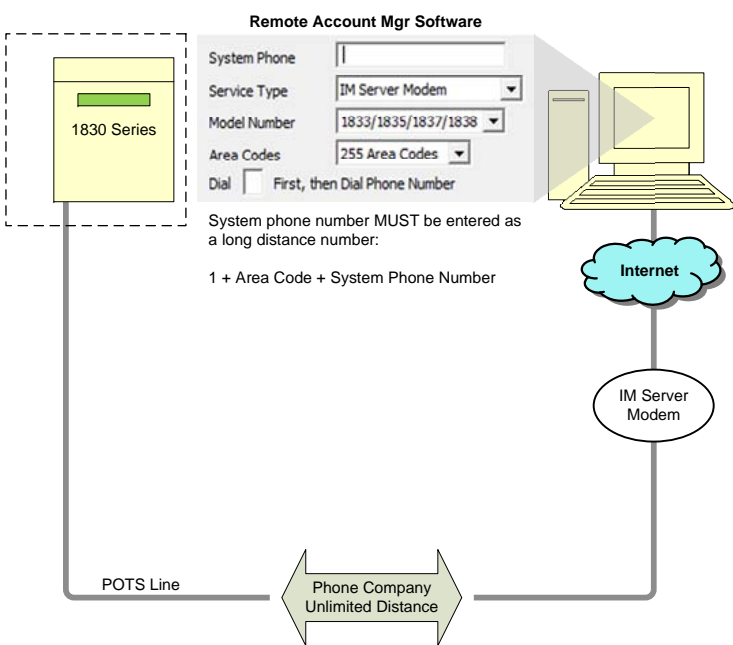 Remote Account Mgr Software
System Phone
Service Type IM Server Modem
Model Number 1833/1835/1837/1838
Area Codes 255 Area Codes
Dial First, then Dial Phone Number
1830 Series
System phone number MUST be entered as
a long distance number:
1 + Area Code + System Phone Number
Internet
IM Server
Modem
POTS Line
Phone Company
Unlimited Distance